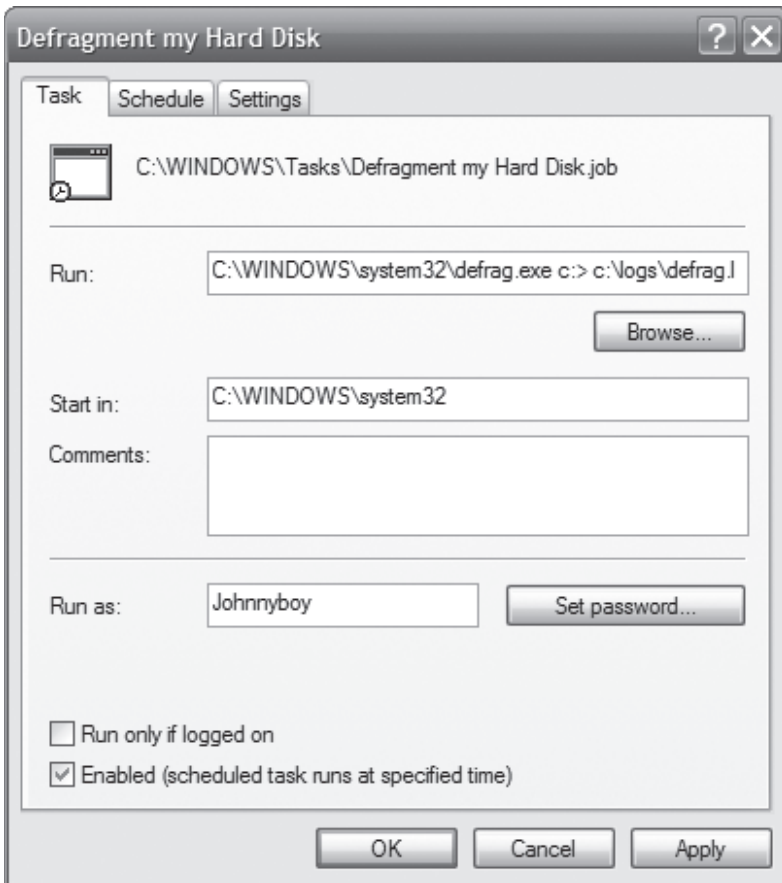 Defragment my Hard Disk
Task Schedule Settings
C:\WINDOWS\Tasks\Defragment my Hard Disk.job
Run: C:\WINDOWS\system32\defrag.exe c:> c:\logs\defrag.l
Browse...
Start in: C:\WINDOWS\system32
Comments:
Run as: Johnnyboy Set password...
Run only if logged on
Enabled (scheduled task runs at specified time)
OK Cancel Apply